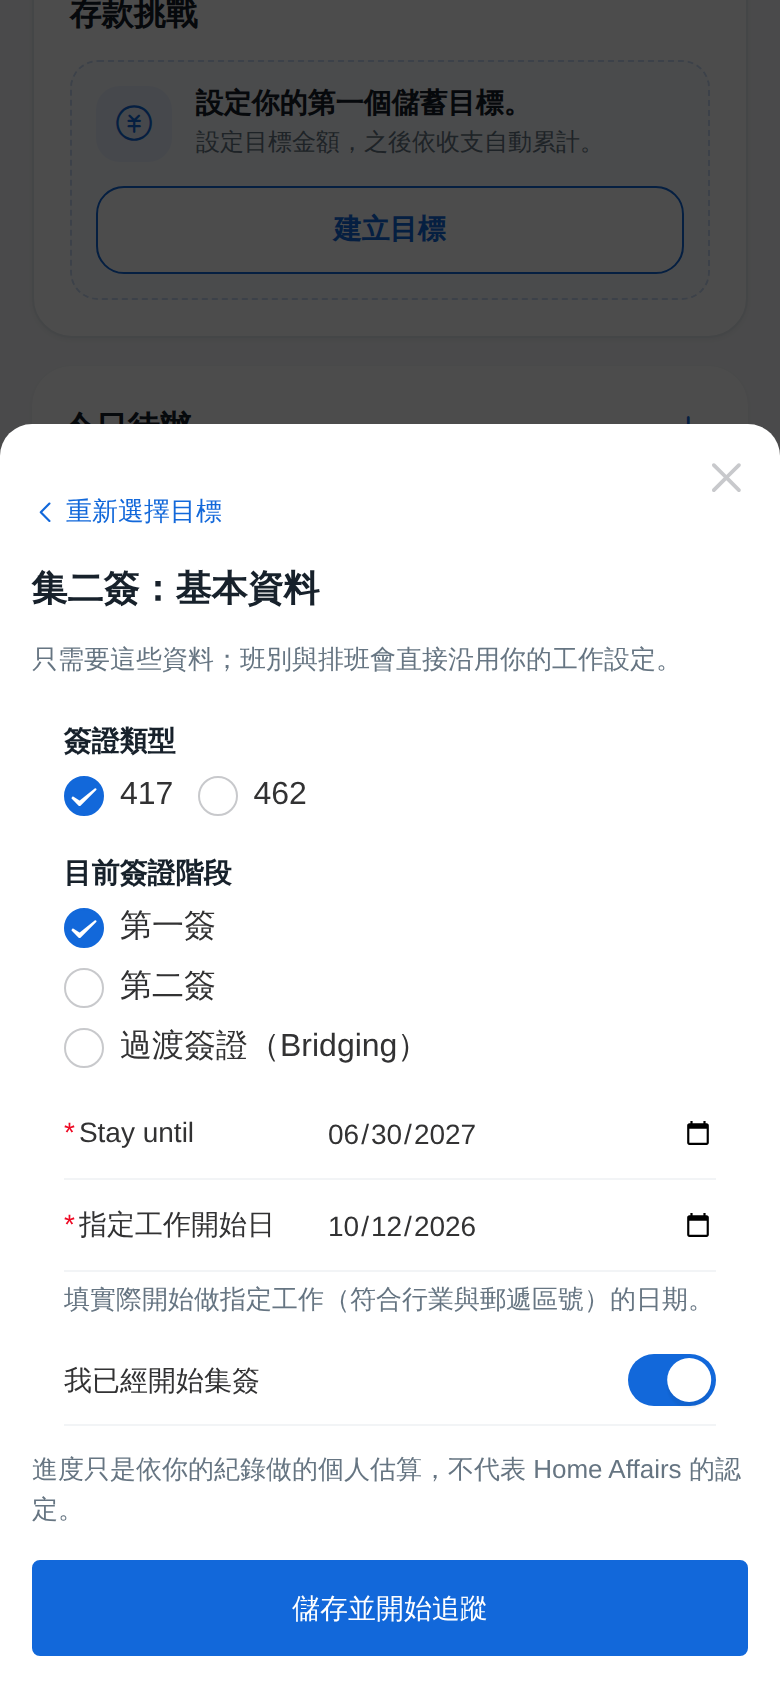 存款挑戰
設定你的第一個儲蓄目標。
設定目標金額，之後依收支自動累計。
建立目標
今日待辦
重新選擇目標
集二簽：基本資料
只需要這些資料；班別與排班會直接沿用你的工作設定。
簽證類型
417 462
目前簽證階段
第一簽
第二簽
過渡簽證（Bridging）
*Stay until 06/30/2027
*指定工作開始日 10/12/2026
填實際開始做指定工作（符合行業與郵遞區號）的日期。
我已經開始集簽
進度只是依你的紀錄做的個人估算，不代表 Home Affairs 的認
定。
儲存並開始追蹤